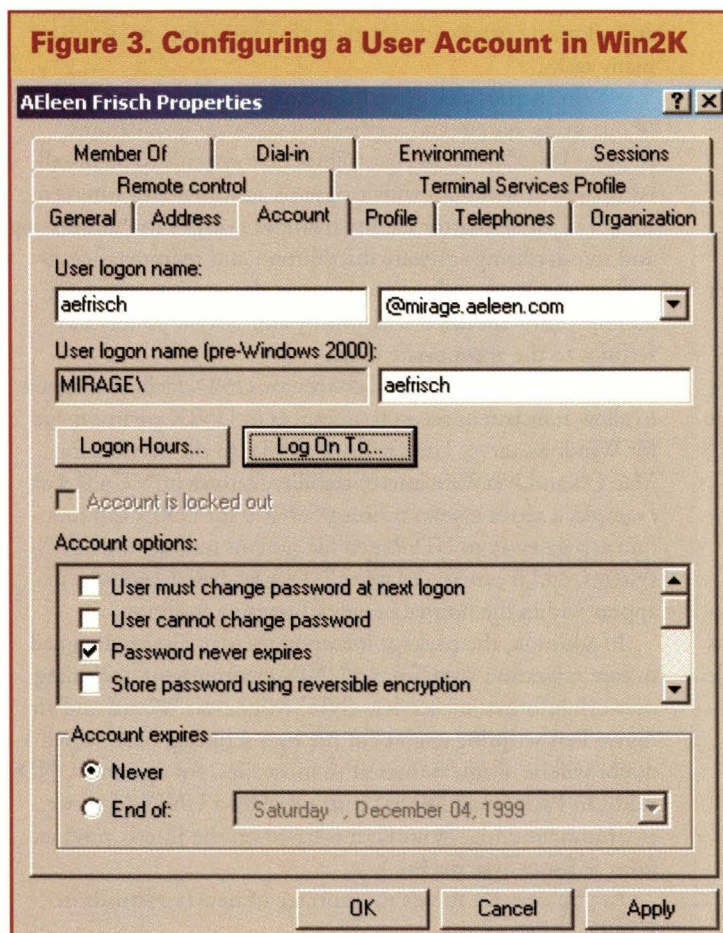 Figure 3. Configuring a User Account in Win2K
AEleen Frisch Properties
Member Of Dial-in Environment Sessions
Remote control Terminal Services Profile
General Address Account Profile Telephones Organization
User logon name:
aefrisch @mirage.aeleen.com
User logon name (pre-Windows 2000):
MIRAGE\ aefrisch
Logon Hours... Log On To...
Account is locked out
Account options:
User must change password at next logon
User cannot change password
Password never expires
Store password using reversible encryption
Account expires
Never
End of: Saturday , December 04, 1999
OK Cancel Apply